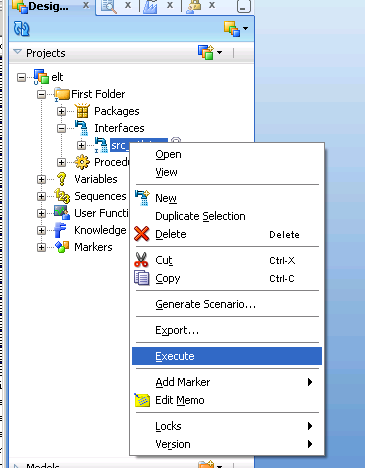 Desig...
Projects
elt
First Folder
Packages
Interfaces
src_
Procedu
Variables
Sequences
User Functi
Knowledge
Markers
Open
View
New
Duplicate Selection
Delete Delete
Cut Ctrl-X
Copy Ctrl-C
Generate Scenario...
Export...
Execute
Add Marker
Edit Memo
Locks
Version
Models